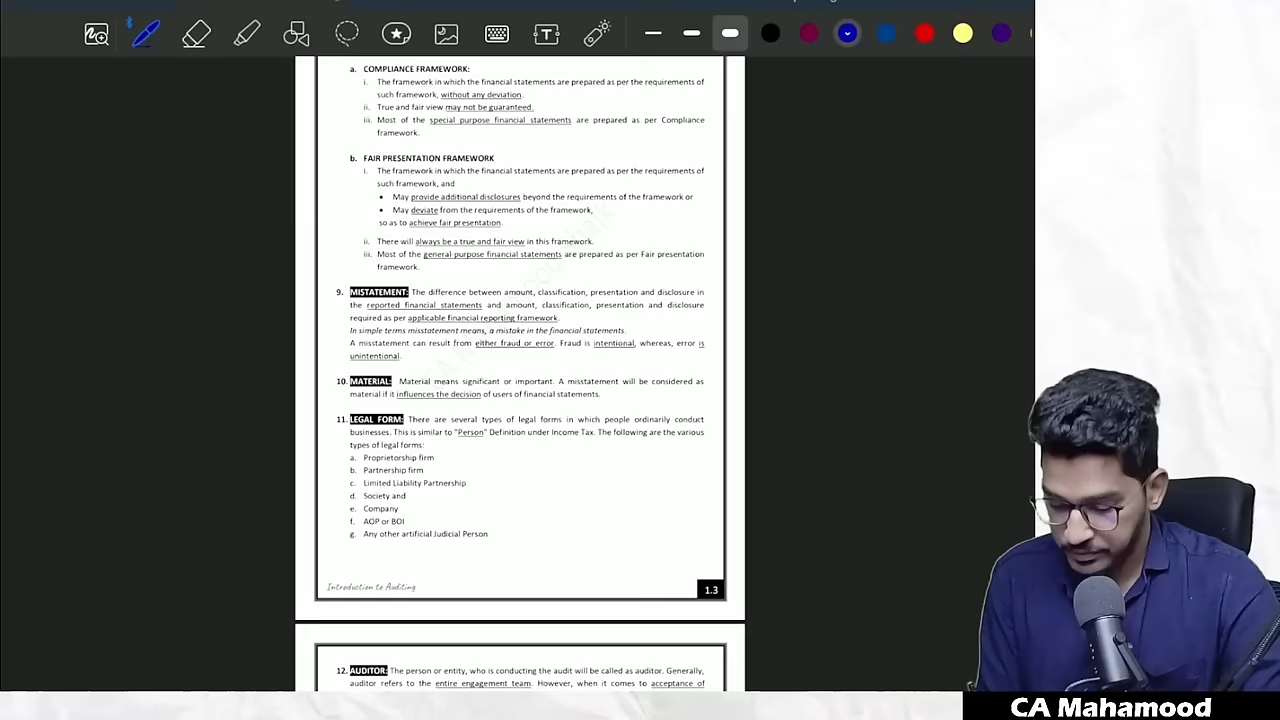 a. COMPLIANCE FRAMEWORK:
i. The framework in which the financial statements are prepared as per the requirements of
such framework, without any deviation.
ii. True and fair view may not be guaranteed.
iii. Most of the special purpose financial statements are prepared as per Compliance
framework.
b. FAIR PRESENTATION FRAMEWORK
i. The framework in which the financial statements are prepared as per the requirements of
such framework, and
• May provide additional disclosures beyond the requirements of the framework or
• May deviate from the requirements of the framework,
so as to achieve fair presentation.
ii. There will always be a true and fair view in this framework.
iii. Most of the general-purpose financial statements are prepared as per Fair presentation
framework.
9. MISTATEMENT: The difference between amount, classification, presentation and disclosure in
the reported financial statements and amount, classification, presentation and disclosure
required as per applicable financial reporting framework.
In simple terms misstatement means, a mistake in the financial statements.
A misstatement can result from either fraud or error. Fraud is intentional, whereas, error is
unintentional.
10. MATERIAL: Material means significant or important. A misstatement will be considered as
material if it influences the decision of users of financial statements.
11. LEGAL FORM: There are several types of legal forms in which people ordinarily conduct
businesses. This is similar to "Person" Definition under Income Tax. The following are the various
types of legal forms:
a. Proprietorship firm
b. Partnership firm
c. Limited Liability Partnership
d. Society and
e. Company
f. AOP or BOI
g. Any other artificial Judicial Person
Introduction to Auditing
1.3
12. AUDITOR: The person or entity, who is conducting the audit will be called as auditor. Generally,
auditor refers to the entire engagement team. However, when it comes to acceptance of
CA Mahamood